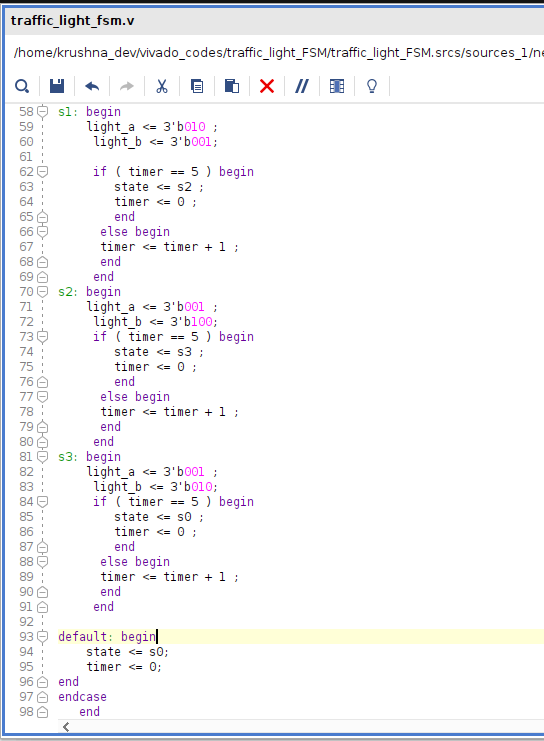 traffic_light_fsm.v
/home/krushna_dev/vivado_codes/traffic_light_FSM/traffic_light_FSM.srcs/sources_1/ne
58 s1: begin
59 light_a <= 3'b010 ;
60 light_b <= 3'b001;
61
62 if ( timer == 5 ) begin
63 state <= s2 ;
64 timer <= 0 ;
65 end
66 else begin
67 timer <= timer + 1 ;
68 end
69 end
70 s2: begin
71 light_a <= 3'b001 ;
72 light_b <= 3'b100;
73 if ( timer == 5 ) begin
74 state <= s3 ;
75 timer <= 0 ;
76 end
77 else begin
78 timer <= timer + 1 ;
79 end
80 end
81 s3: begin
82 light_a <= 3'b001 ;
83 light_b <= 3'b010;
84 if ( timer == 5 ) begin
85 state <= s0 ;
86 timer <= 0 ;
87 end
88 else begin
89 timer <= timer + 1 ;
90 end
91 end
92
93 default: begin
94 state <= s0;
95 timer <= 0;
96 end
97 endcase
98 end